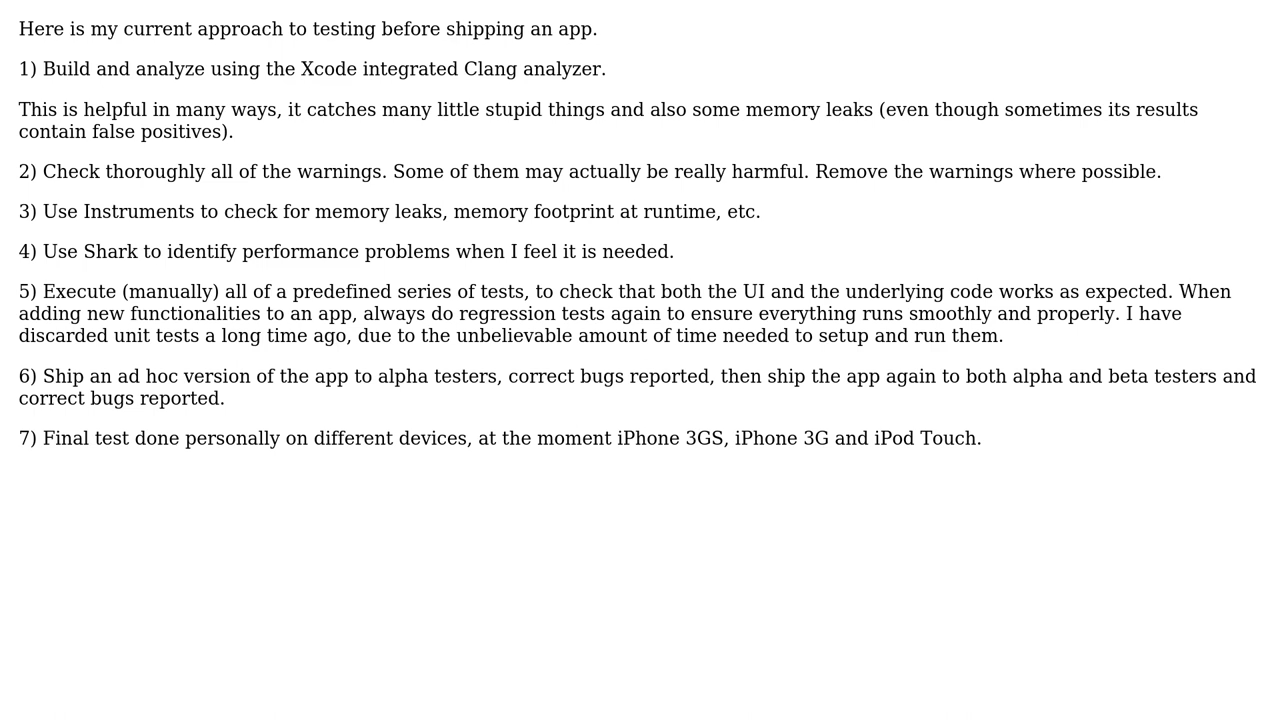 Here is my current approach to testing before shipping an app.
1) Build and analyze using the Xcode integrated Clang analyzer.
This is helpful in many ways, it catches many little stupid things and also some memory leaks (even though sometimes its results
contain false positives).
2) Check thoroughly all of the warnings. Some of them may actually be really harmful. Remove the warnings where possible.
3) Use Instruments to check for memory leaks, memory footprint at runtime, etc.
4) Use Shark to identify performance problems when I feel it is needed.
5) Execute (manually) all of a predefined series of tests, to check that both the UI and the underlying code works as expected. When
adding new functionalities to an app, always do regression tests again to ensure everything runs smoothly and properly. I have
discarded unit tests a long time ago, due to the unbelievable amount of time needed to setup and run them.
6) Ship an ad hoc version of the app to alpha testers, correct bugs reported, then ship the app again to both alpha and beta testers and
correct bugs reported.
7) Final test done personally on different devices, at the moment iPhone 3GS, iPhone 3G and iPod Touch.